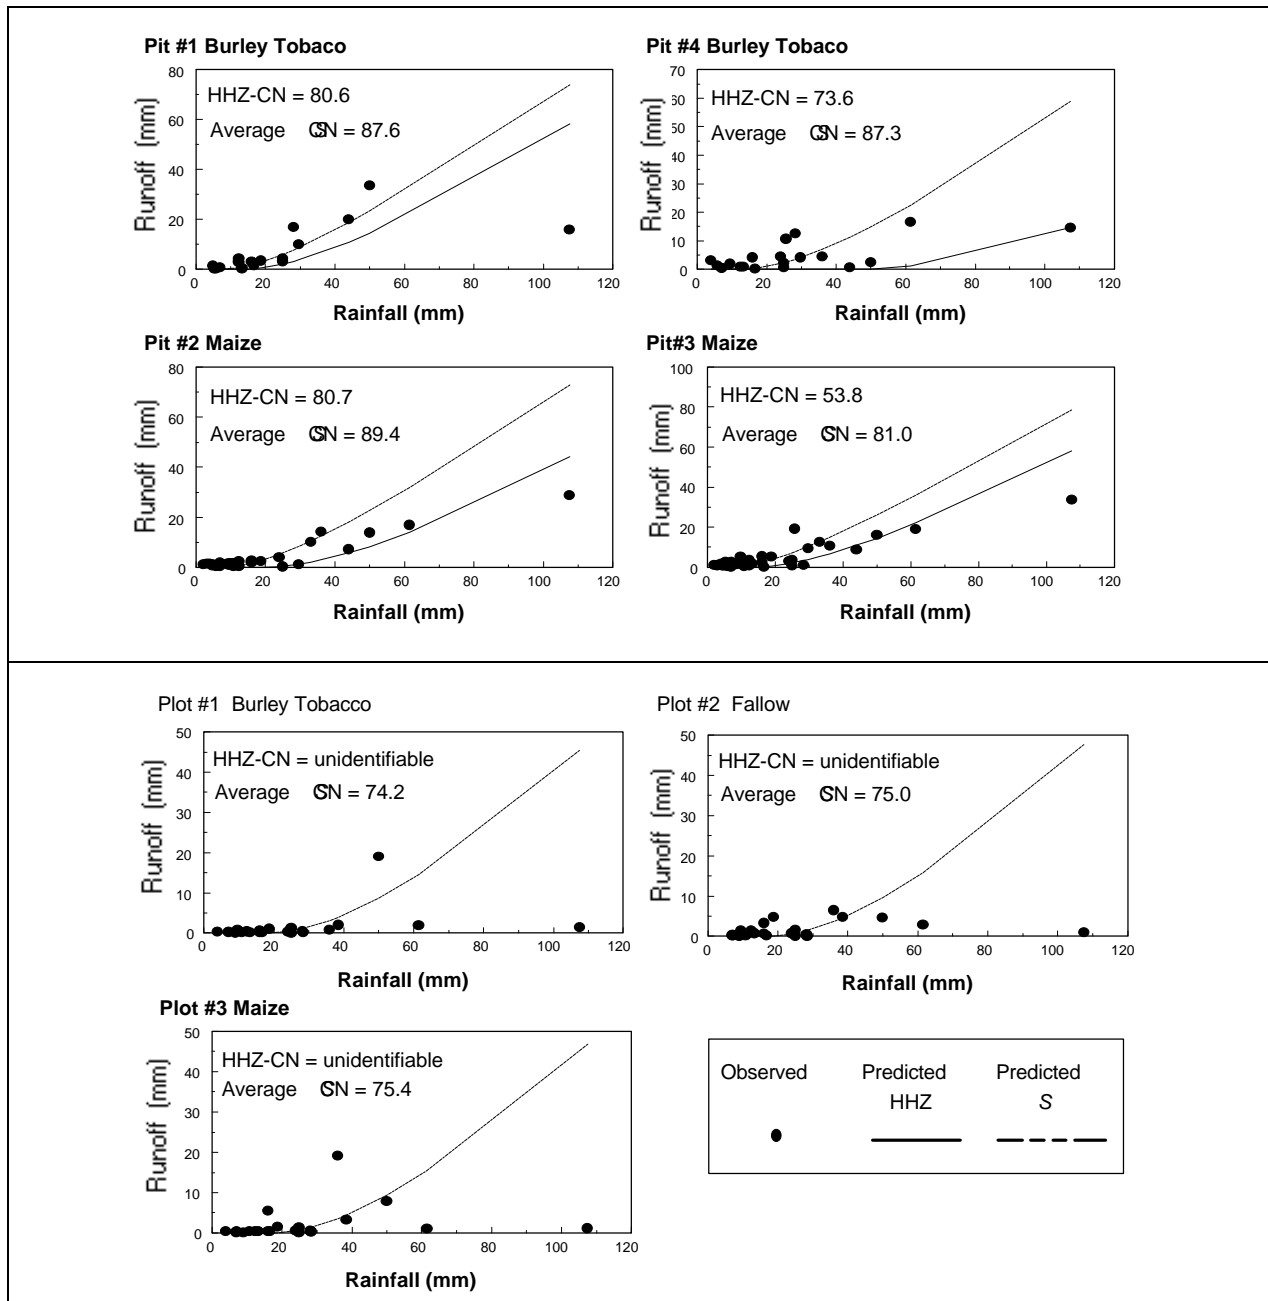 Pit #1 Burley Tobaco
80
60
40
20
0
Runoff (mm)
HHZ-CN = 80.6
Average CSN = 87.6
0 20 40 60 80 100 120
Rainfall (mm)
Pit #4 Burley Tobaco
70
60
50
40
30
20
10
0
Runoff (mm)
HHZ-CN = 73.6
Average CSN = 87.3
0 20 40 60 80 100 120
Rainfall (mm)
Pit #2 Maize
80
60
40
20
0
Runoff (mm)
HHZ-CN = 80.7
Average CSN = 89.4
0 20 40 60 80 100 120
Rainfall (mm)
Pit#3 Maize
100
80
60
40
20
0
Runoff (mm)
HHZ-CN = 53.8
Average CSN = 81.0
0 20 40 60 80 100 120
Rainfall (mm)
Plot #1 Burley Tobacco
50
40
30
20
10
0
Runoff (mm)
HHZ-CN = unidentifiable
Average CSN = 74.2
0 20 40 60 80 100 120
Rainfall (mm)
Plot #2 Fallow
50
40
30
20
10
0
Runoff (mm)
HHZ-CN = unidentifiable
Average CSN = 75.0
0 20 40 60 80 100 120
Rainfall (mm)
Plot #3 Maize
50
40
30
20
10
0
Runoff (mm)
HHZ-CN = unidentifiable
Average CSN = 75.4
0 20 40 60 80 100 120
Rainfall (mm)
Observed Predicted Predicted
HHZ S